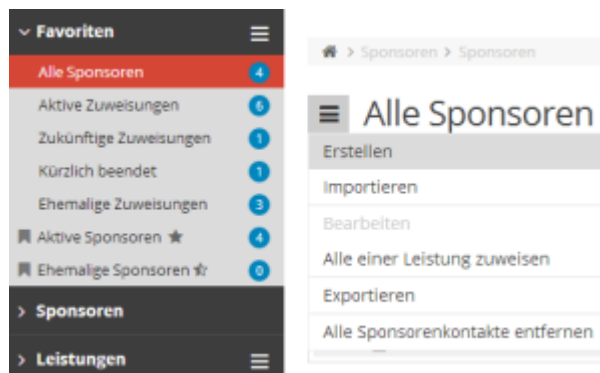 Favoriten
Alle Sponsoren 4
Aktive Zuweisungen 6
Zukünftige Zuweisungen 1
Kürzlich beendet 1
Ehemalige Zuweisungen 3
Aktive Sponsoren 4
Ehemalige Sponsoren 0
Sponsoren
Leistungen
> Sponsoren > Sponsoren
Alle Sponsoren
Erstellen
Importieren
Bearbeiten
Alle einer Leistung zuweisen
Exportieren
Alle Sponsorenkontakte entfernen